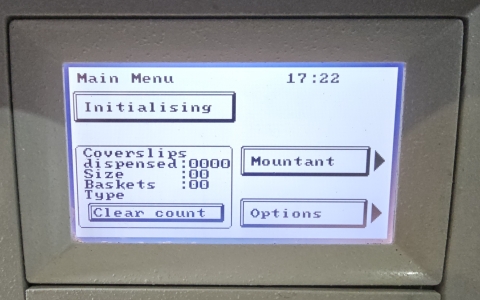 Main Menu 17:22
Initialising
Coverslips
dispensed:0000
Size :00
Baskets :00
Type
Clear count
Mountant
Options